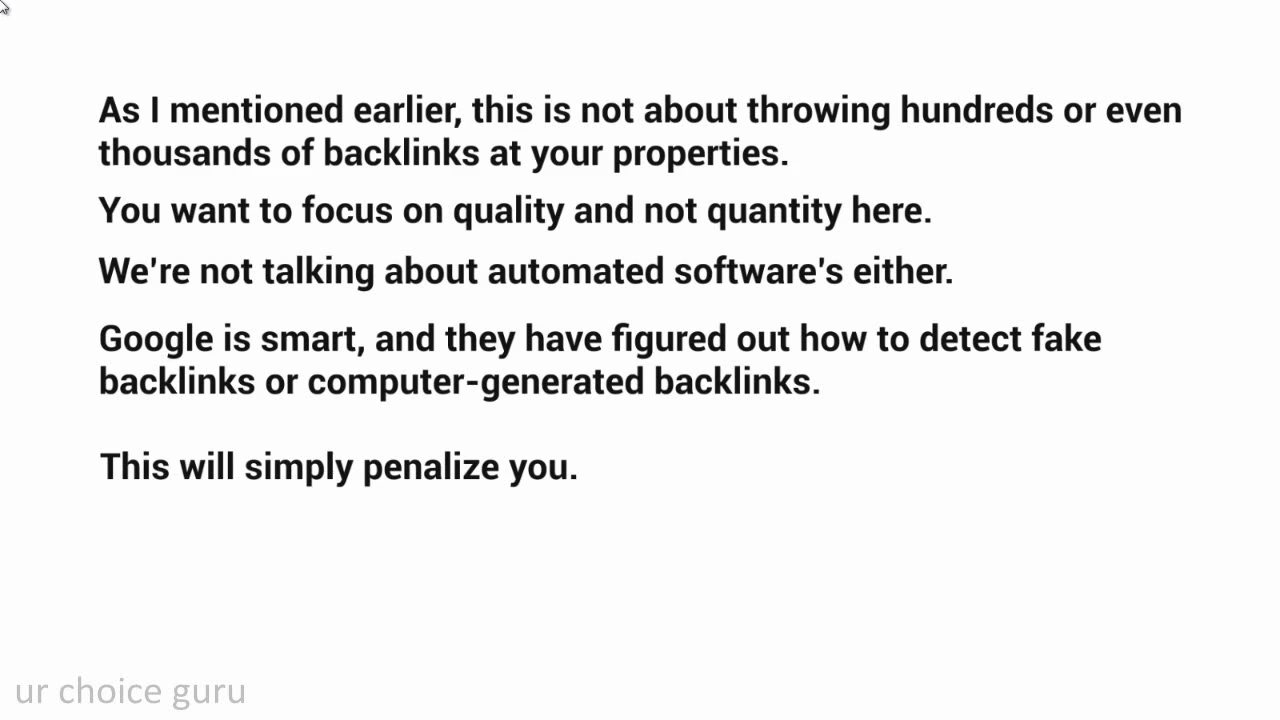 As I mentioned earlier, this is not about throwing hundreds or even
thousands of backlinks at your properties.
You want to focus on quality and not quantity here.
We're not talking about automated software's either.
Google is smart, and they have figured out how to detect fake
backlinks or computer-generated backlinks.
This will simply penalize you.
ur choice guru